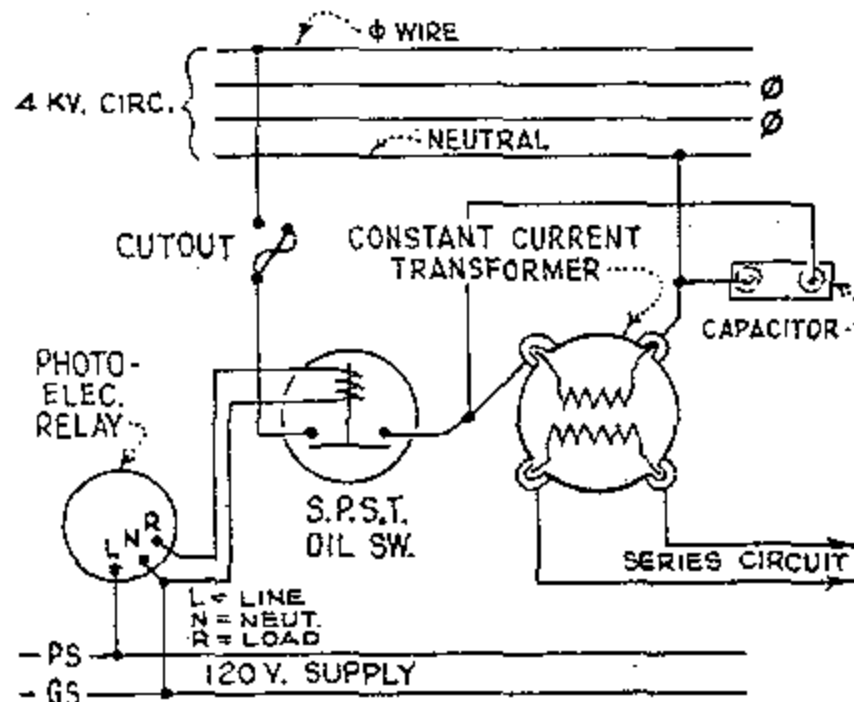 ϕ WIRE
4 KV. CIRC.
Ø
Ø
NEUTRAL
CUTOUT
CONSTANT CURRENT
TRANSFORMER
CAPACITOR
PHOTO-
ELEC.
RELAY
S.P.S.T.
OIL SW.
R
N
L
SERIES CIRCUIT
L = LINE
N = NEUT.
R = LOAD
PS
120 V. SUPPLY
GS